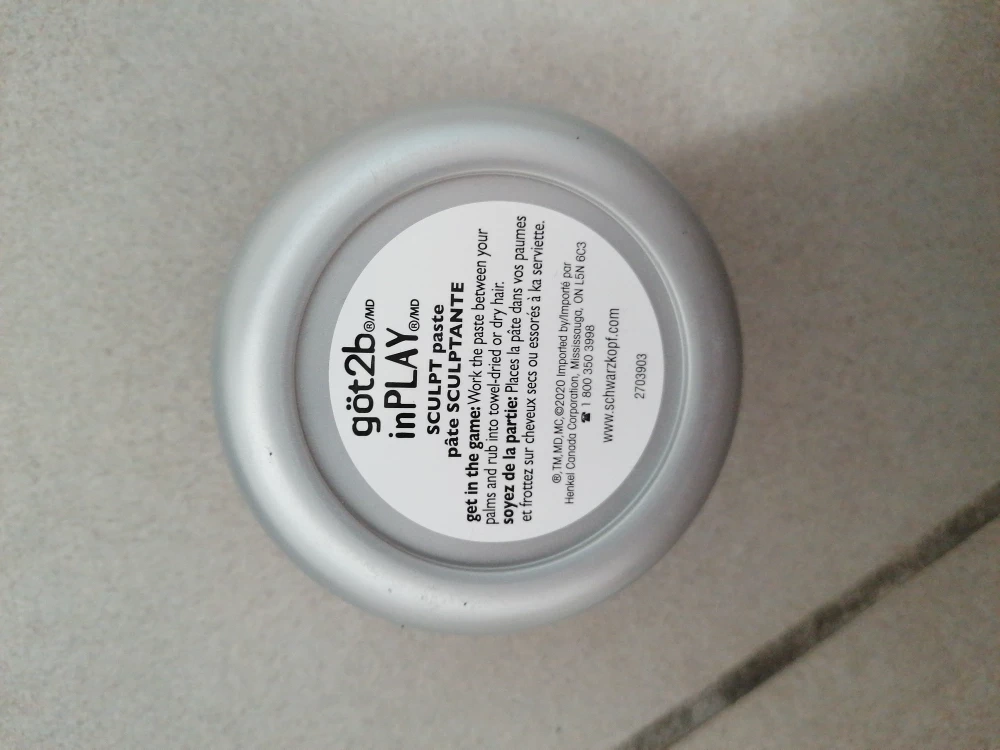 göt2b®/MD
inPLAY®/MD
SCULPT paste
pâte SCULPTANTE
get in the game: Work the paste between your
palms and rub into towel-dried or dry hair.
soyez de la partie: Places la pâte dans vos paumes
et frottez sur cheveux secs ou essorés à ka serviette.
®,TM,MD,MC,©2020 Imported by/Importé par
Henkel Canada Corporation, Mississauga, ON L5N 6C3
☎ 1 800 350 3998
www.schwarzkopf.com
2703903